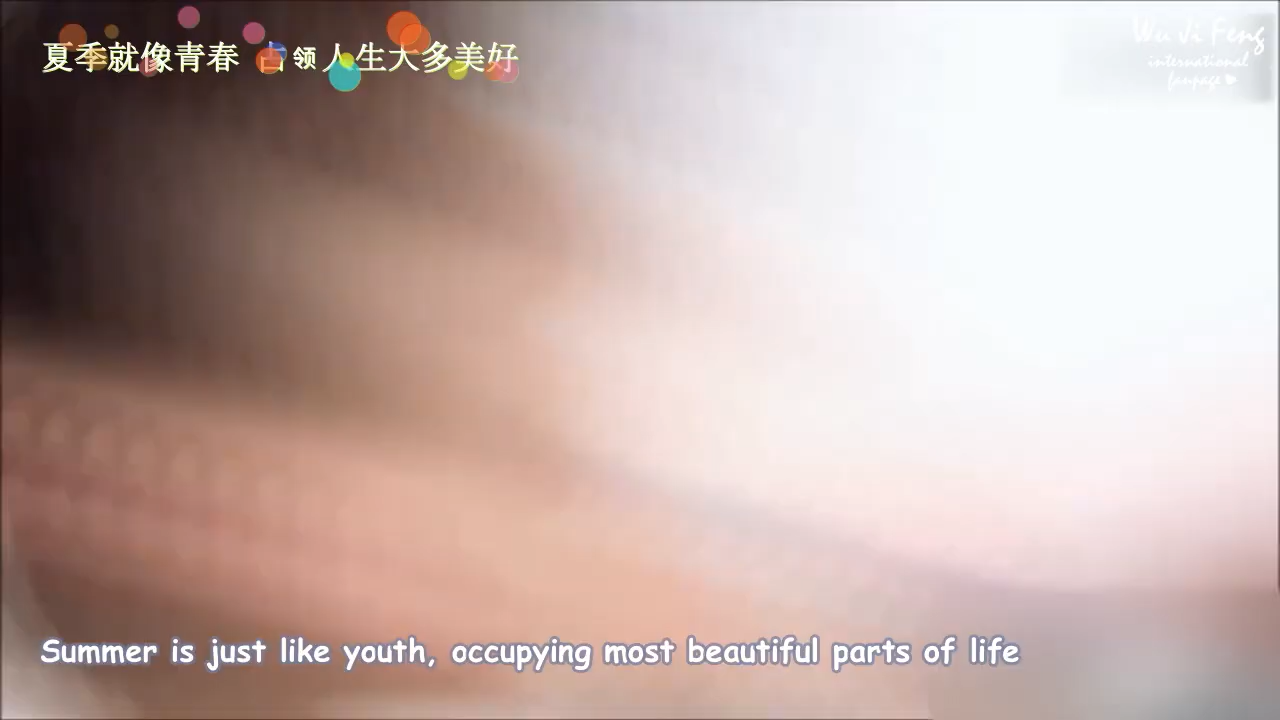 夏季就像青春 占领人生大多美好
Wu Ji Feng
international
fanpage
Summer is just like youth, occupying most beautiful parts of life